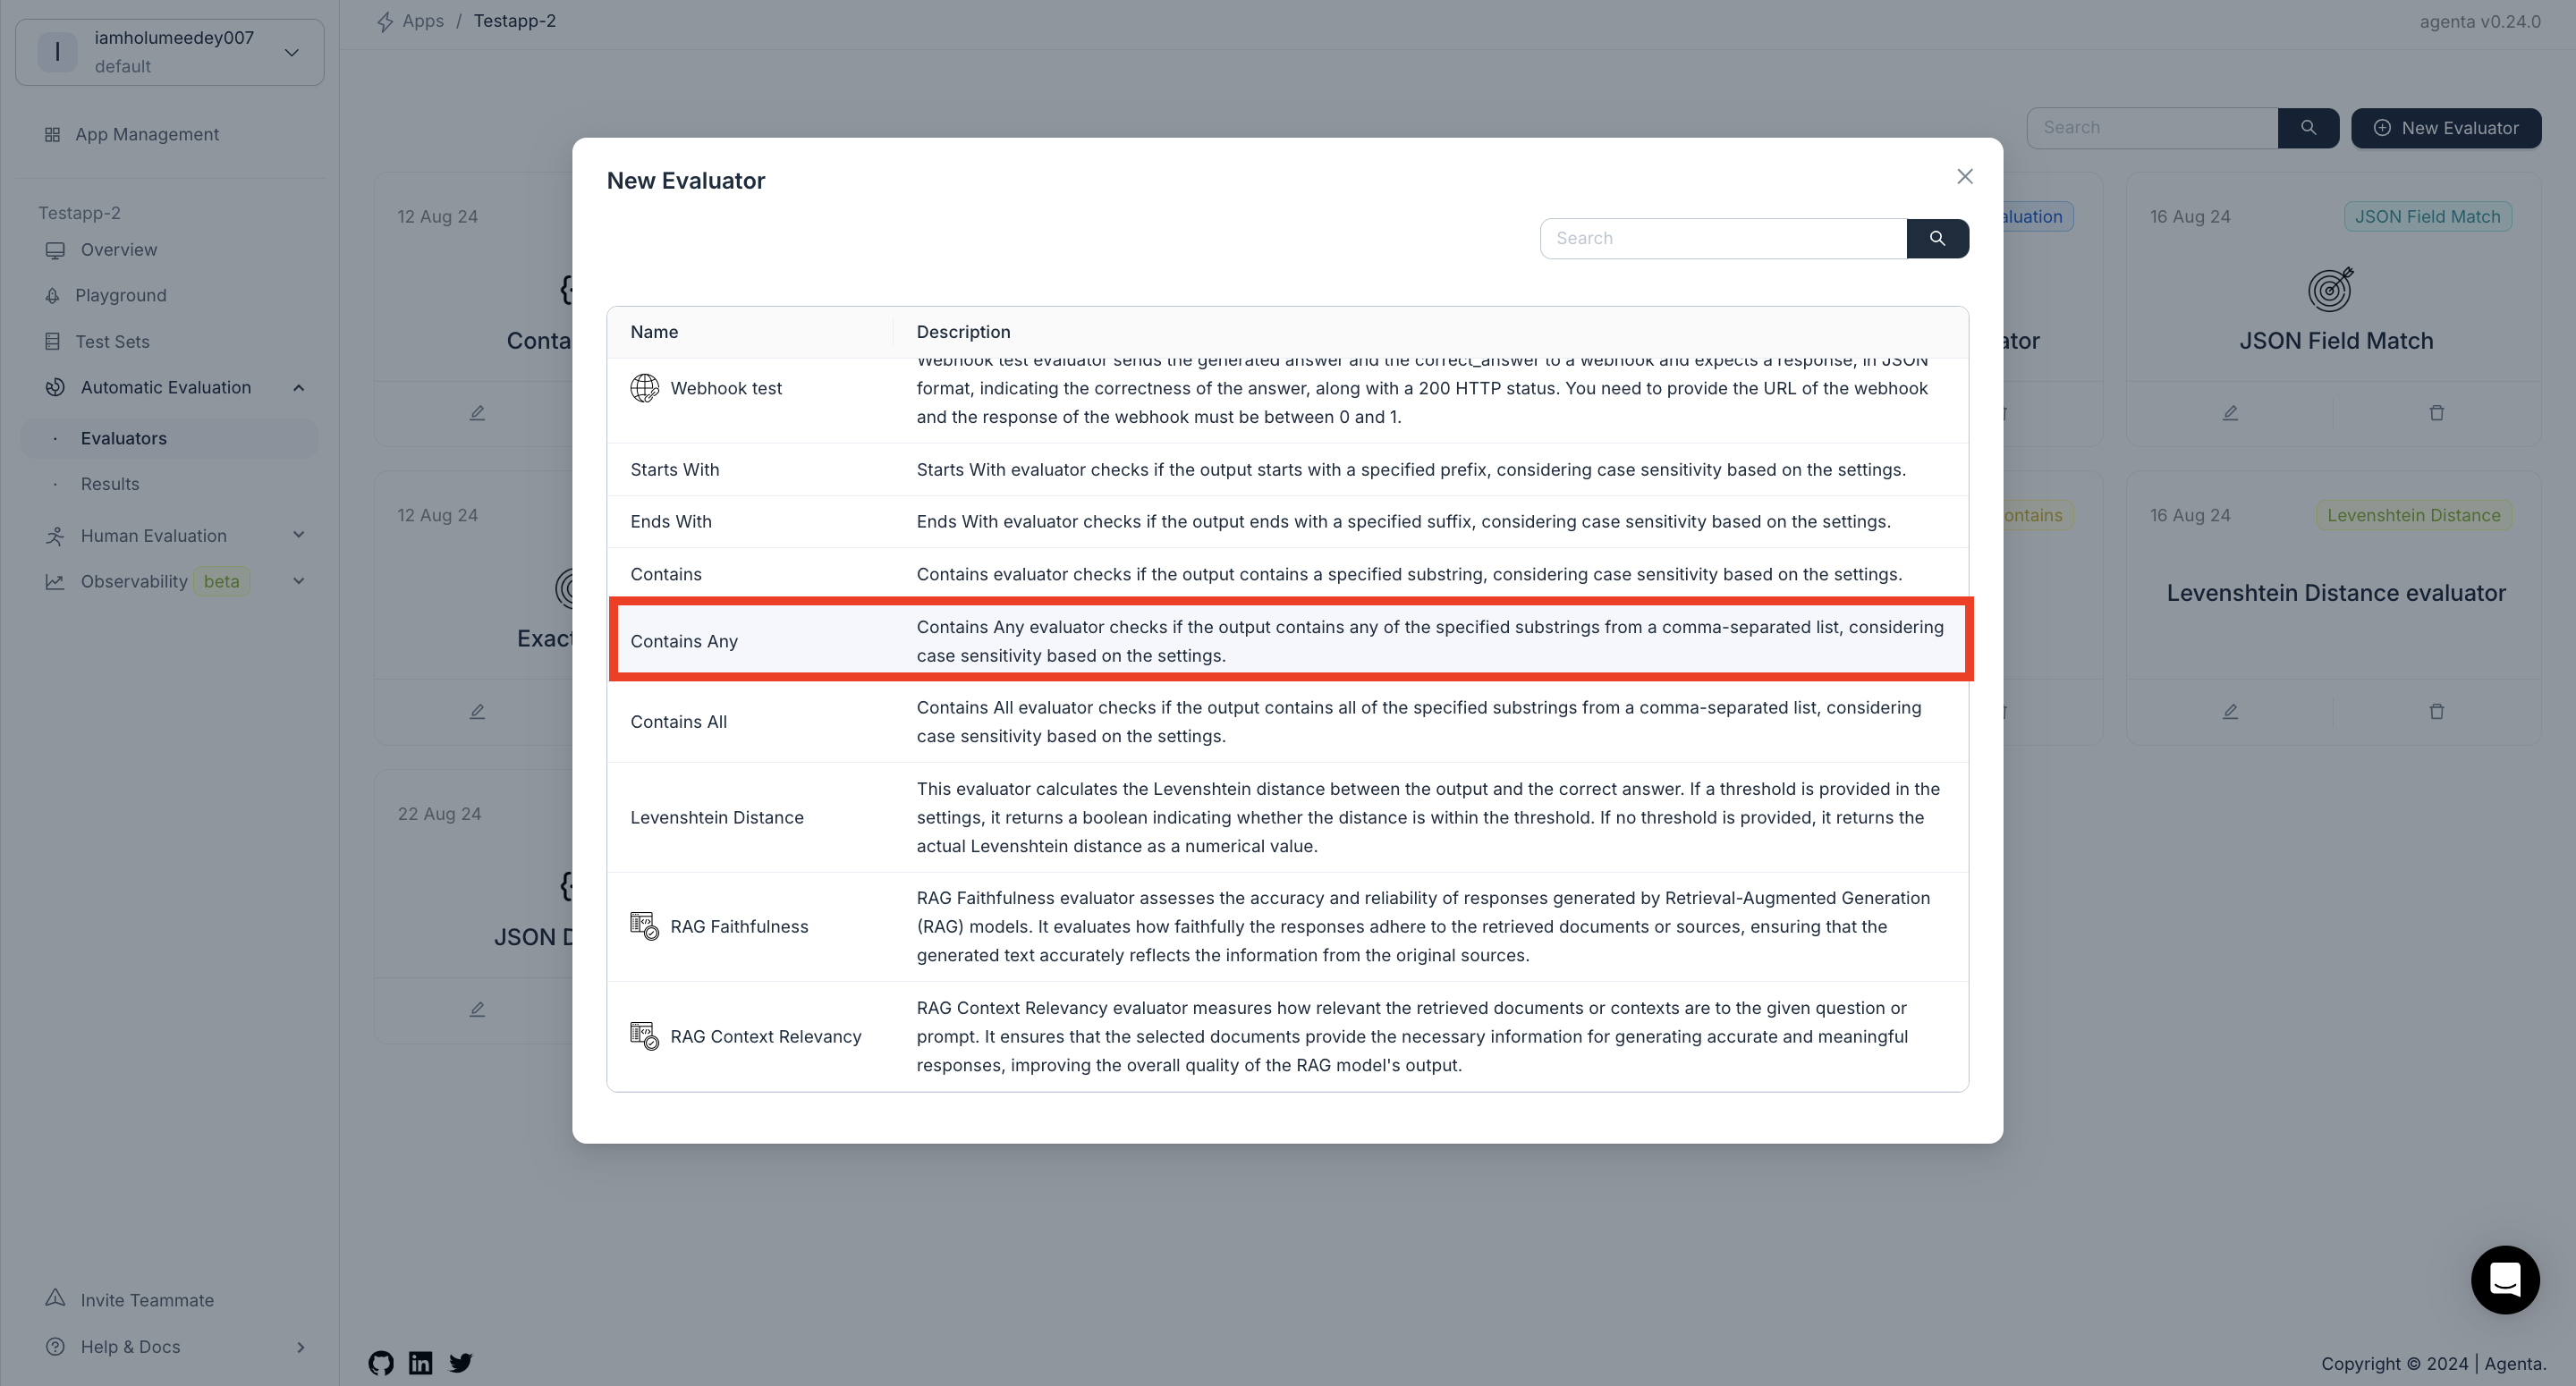 I
iamholumeedey007
default
App Management
Testapp-2
Overview
Playground
Test Sets
Automatic Evaluation
· Evaluators
· Results
Human Evaluation
Observability beta
Invite Teammate
Help & Docs
Apps / Testapp-2
agenta v0.24.0
Search
New Evaluator
12 Aug 24
Conta
aluation
ator
16 Aug 24
JSON Field Match
JSON Field Match
12 Aug 24
Exact
ontains
16 Aug 24
Levenshtein Distance
Levenshtein Distance evaluator
22 Aug 24
JSON D
New Evaluator
Search
Name
Description
Webhook test
Webhook test evaluator sends the generated answer and the correct_answer to a webhook and expects a response, in JSON
format, indicating the correctness of the answer, along with a 200 HTTP status. You need to provide the URL of the webhook
and the response of the webhook must be between 0 and 1.
Starts With
Starts With evaluator checks if the output starts with a specified prefix, considering case sensitivity based on the settings.
Ends With
Ends With evaluator checks if the output ends with a specified suffix, considering case sensitivity based on the settings.
Contains
Contains evaluator checks if the output contains a specified substring, considering case sensitivity based on the settings.
Contains Any
Contains Any evaluator checks if the output contains any of the specified substrings from a comma-separated list, considering
case sensitivity based on the settings.
Contains All
Contains All evaluator checks if the output contains all of the specified substrings from a comma-separated list, considering
case sensitivity based on the settings.
Levenshtein Distance
This evaluator calculates the Levenshtein distance between the output and the correct answer. If a threshold is provided in the
settings, it returns a boolean indicating whether the distance is within the threshold. If no threshold is provided, it returns the
actual Levenshtein distance as a numerical value.
RAG Faithfulness
RAG Faithfulness evaluator assesses the accuracy and reliability of responses generated by Retrieval-Augmented Generation
(RAG) models. It evaluates how faithfully the responses adhere to the retrieved documents or sources, ensuring that the
generated text accurately reflects the information from the original sources.
RAG Context Relevancy
RAG Context Relevancy evaluator measures how relevant the retrieved documents or contexts are to the given question or
prompt. It ensures that the selected documents provide the necessary information for generating accurate and meaningful
responses, improving the overall quality of the RAG model's output.
Copyright © 2024 | Agenta.